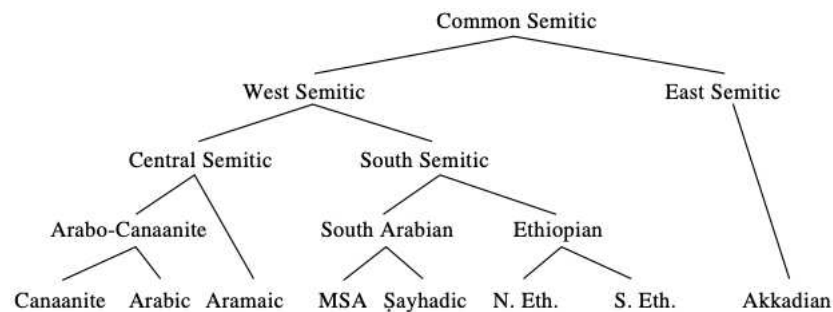 Common Semitic
West Semitic East Semitic
Central Semitic South Semitic
Arabo-Canaanite South Arabian Ethiopian
Canaanite Arabic Aramaic MSA Ṣayhadic N. Eth. S. Eth. Akkadian